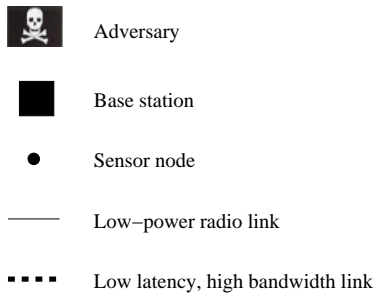 Adversary
Base station
Sensor node
Low−power radio link
Low latency, high bandwidth link